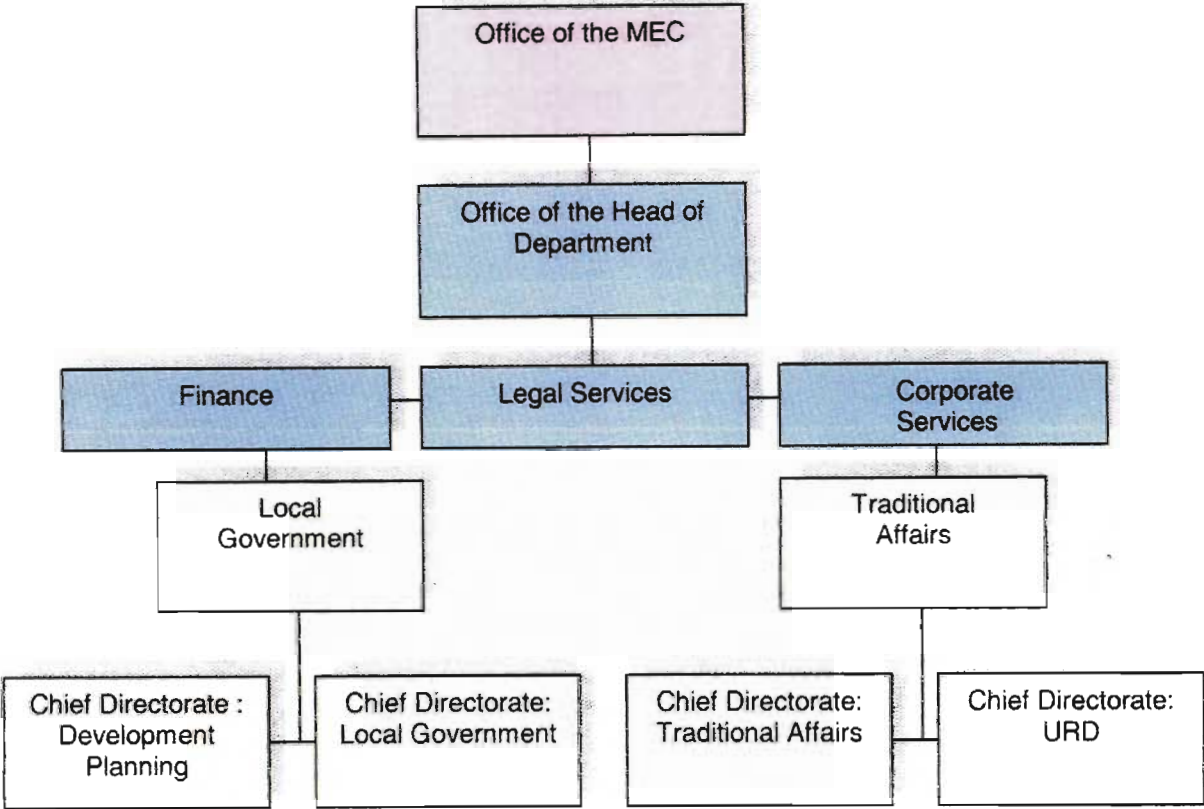 Office of the MEC
Office of the Head of
Department
Finance
Legal Services
Corporate
Services
Local
Government
Traditional
Affairs
Chief Directorate :
Development
Planning
Chief Directorate:
Local Government
Chief Directorate:
Traditional Affairs
Chief Directorate:
URD